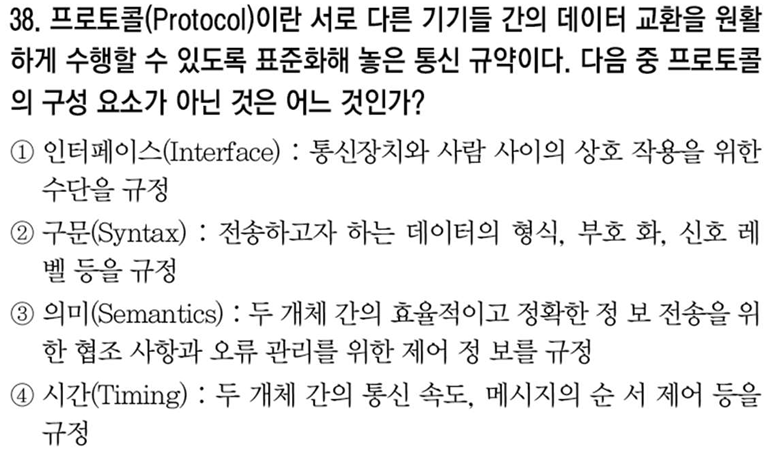 38. 프로토콜(Protocol)이란 서로 다른 기기들 간의 데이터 교환을 원활
하게 수행할 수 있도록 표준화해 놓은 통신 규약이다. 다음 중 프로토콜
의 구성 요소가 아닌 것은 어느 것인가?
① 인터페이스(Interface) : 통신장치와 사람 사이의 상호 작용을 위한
수단을 규정
② 구문(Syntax) : 전송하고자 하는 데이터의 형식, 부호 화, 신호 레
벨 등을 규정
③ 의미(Semantics) : 두 개체 간의 효율적이고 정확한 정 보 전송을 위
한 협조 사항과 오류 관리를 위한 제어 정 보를 규정
④ 시간(Timing) : 두 개체 간의 통신 속도, 메시지의 순 서 제어 등을
규정